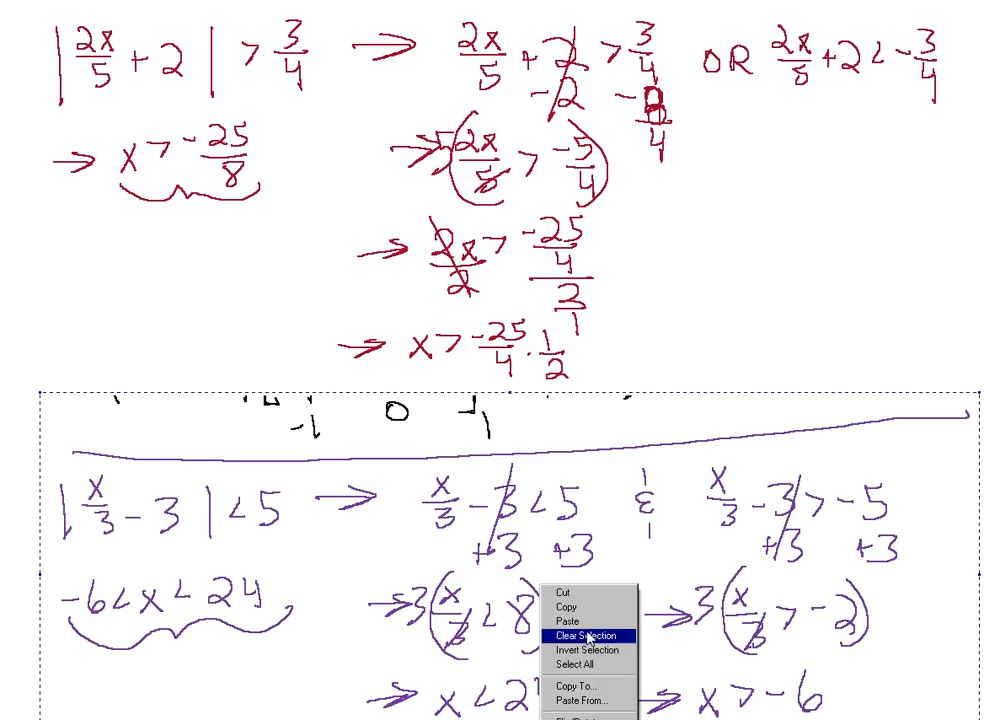 |2x/5 + 2| > 3/4 → 2x/5 + 2 > 3/4 OR 2x/5 + 2 < -3/4
-2 - 8/4
→ x > -25/8 → 5(2x/5 > -5/4)
→ 2x/2 > -25/4 / 2/1
→ x > -25/4 · 1/2
-1 0 1
|x/3 - 3| < 5 → x/3 - 3 < 5 & x/3 - 3 > -5
+3 +3 +3 +3
-6 < x < 24 → 3(x/3 < 8) → 3(x/3 > -2)
→ x < 24 → x > -6
Cut
Copy
Paste
Clear Selection
Invert Selection
Select All
Copy To...
Paste From...